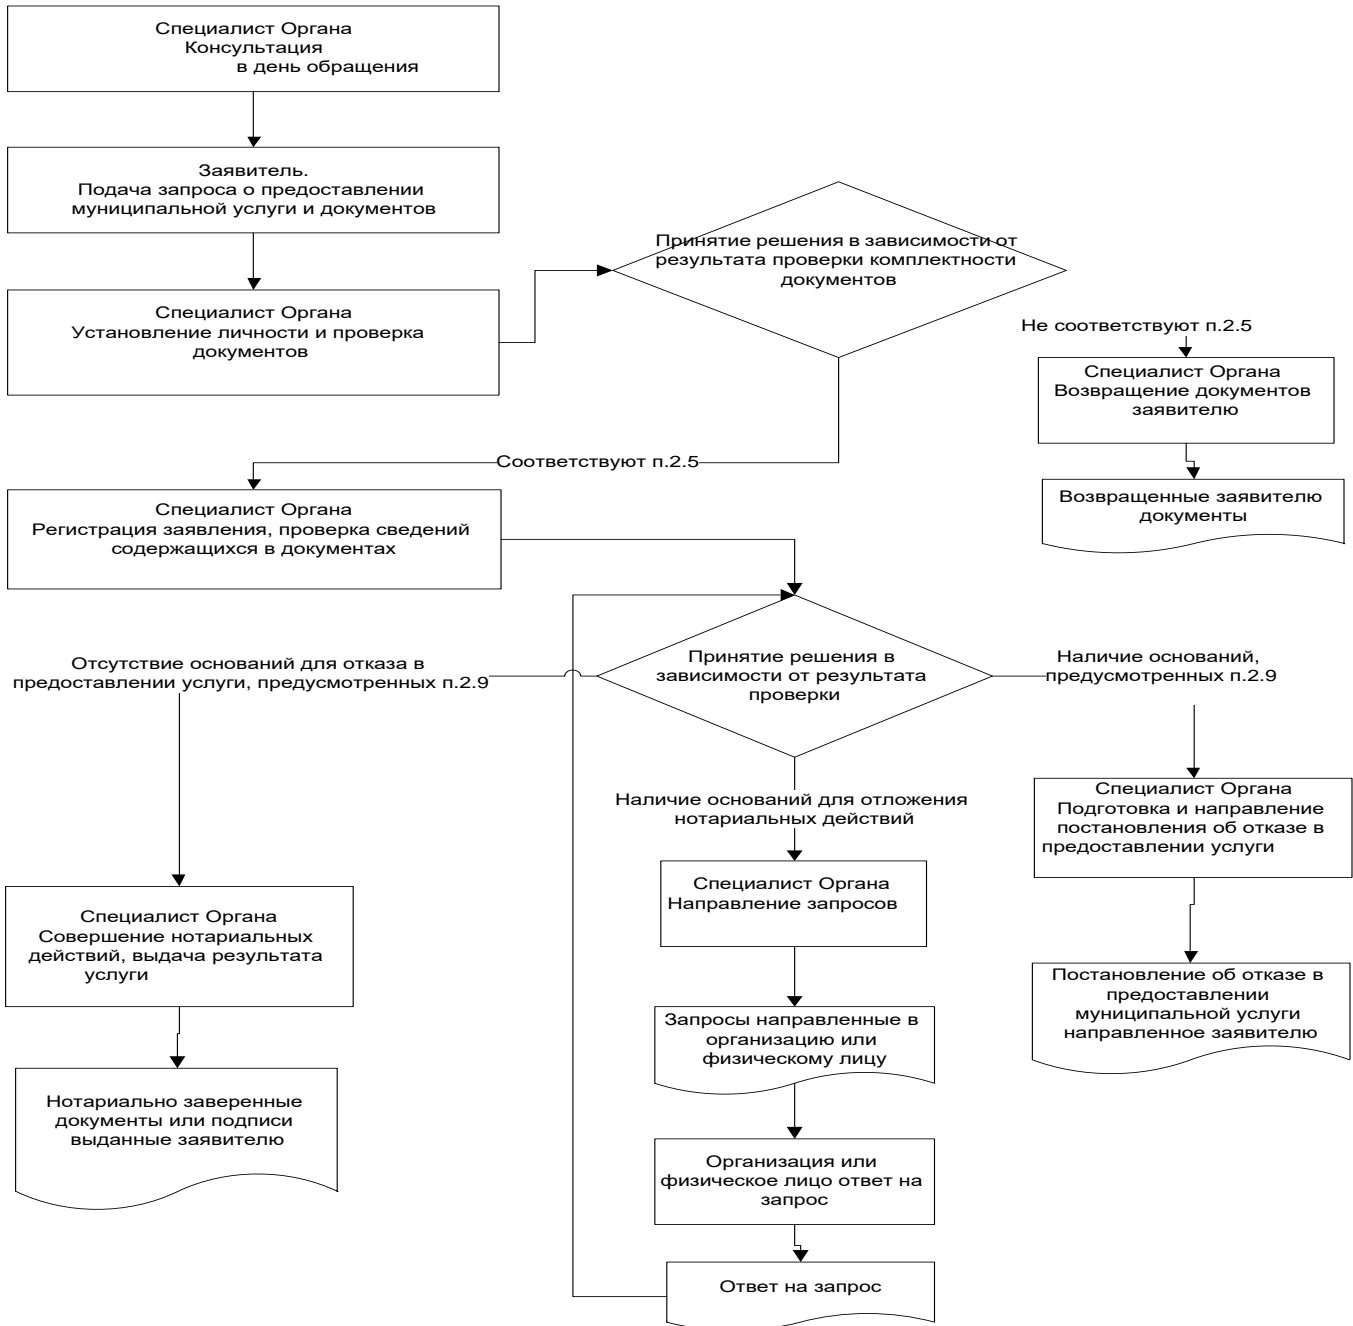 Специалист Органа
Консультация
в день обращения
Заявитель.
Подача запроса о предоставлении
муниципальной услуги и документов
Принятие решения в зависимости от
результата проверки комплектности
документов
Специалист Органа
Установление личности и проверка
документов
Не соответствуют п.2.5
Специалист Органа
Возвращение документов
заявителю
Соответствуют п.2.5
Возвращенные заявителю
документы
Специалист Органа
Регистрация заявления, проверка сведений
содержащихся в документах
Отсутствие оснований для отказа в
предоставлении услуги, предусмотренных п.2.9
Принятие решения в
зависимости от результата
проверки
Наличие оснований,
предусмотренных п.2.9
Наличие оснований для отложения
нотариальных действий
Специалист Органа
Подготовка и направление
постановления об отказе в
предоставлении услуги
Специалист Органа
Направление запросов
Специалист Органа
Совершение нотариальных
действий, выдача результата
услуги
Постановление об отказе в
предоставлении
муниципальной услуги
направленное заявителю
Запросы направленные в
организацию или
физическому лицу
Нотариально заверенные
документы или подписи
выданные заявителю
Организация или
физическое лицо ответ на
запрос
Ответ на запрос